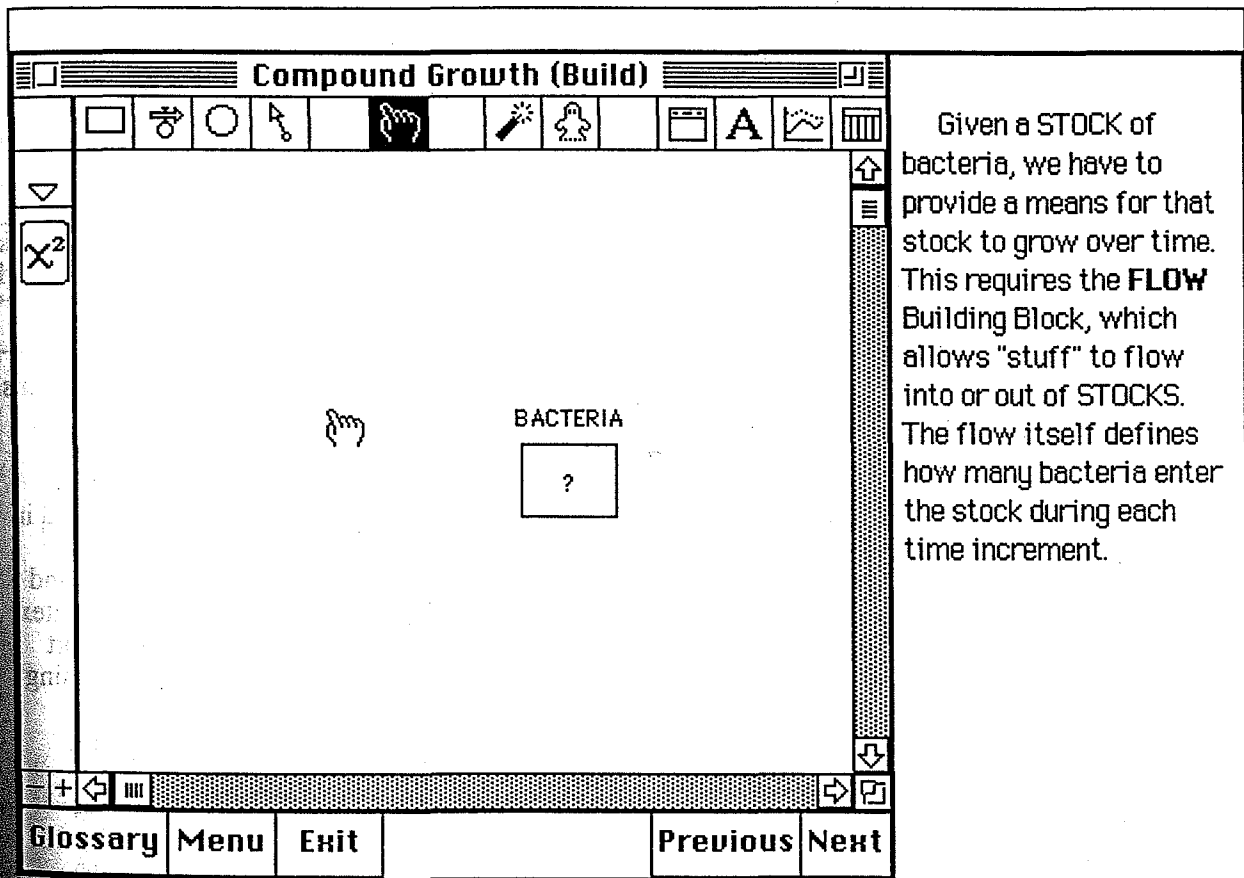 Compound Growth (Build)
A
X²
BACTERIA
?
Given a STOCK of
bacteria, we have to
provide a means for that
stock to grow over time.
This requires the FLOW
Building Block, which
allows "stuff" to flow
into or out of STOCKS.
The flow itself defines
how many bacteria enter
the stock during each
time increment.
- +
Glossary Menu Exit Previous Next